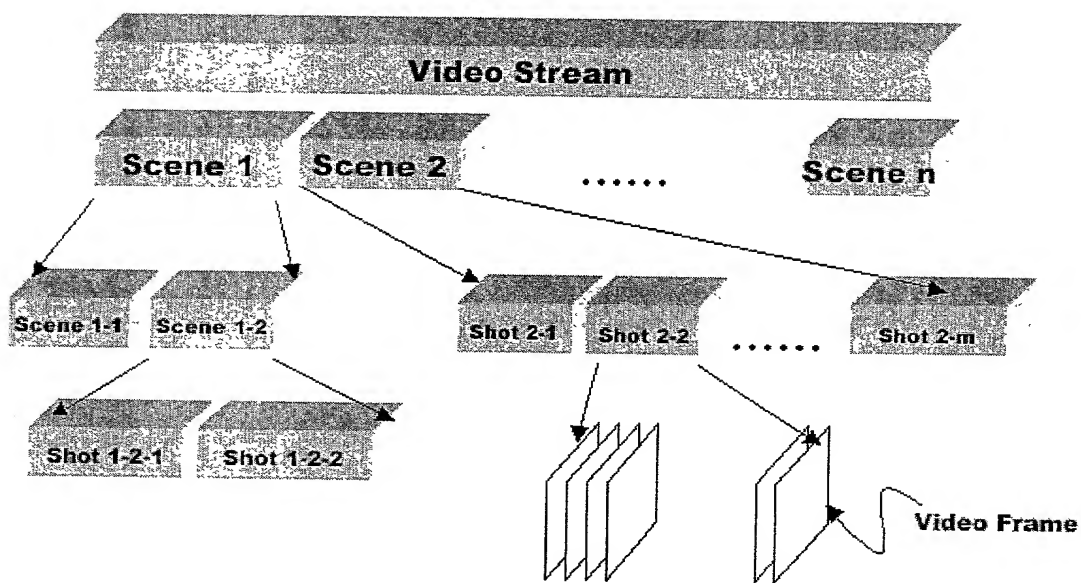 Video Stream
Scene 1
Scene 2
......
Scene n
Scene 1-1
Scene 1-2
Shot 2-1
Shot 2-2
......
Shot 2-m
Shot 1-2-1
Shot 1-2-2
Video Frame